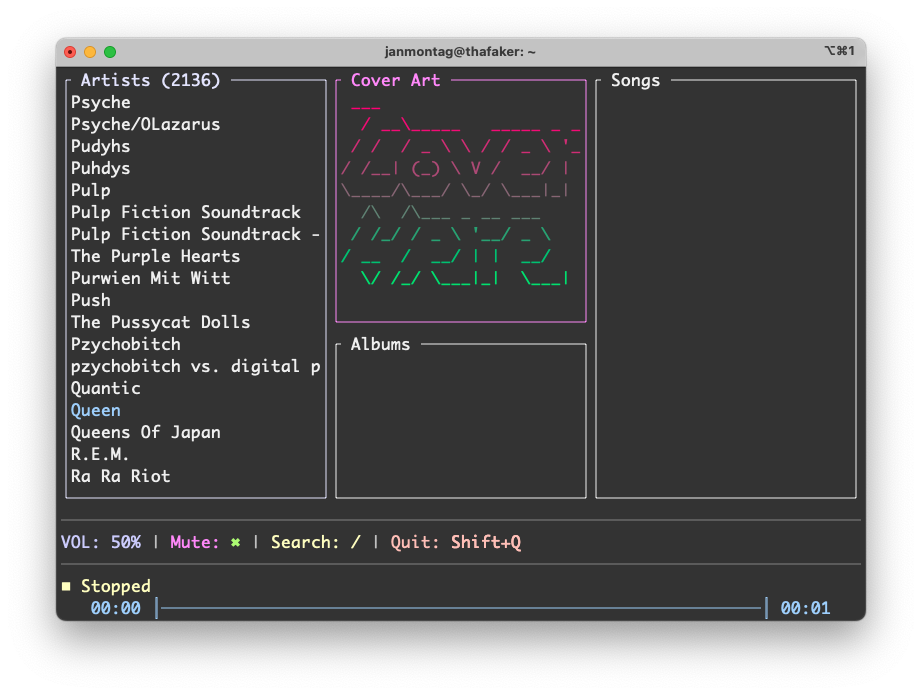 janmontag@thafaker: ~
⌥⌘1
Artists (2136)
Psyche
Psyche/OLazarus
Pudyhs
Puhdys
Pulp
Pulp Fiction Soundtrack
Pulp Fiction Soundtrack -
The Purple Hearts
Purwien Mit Witt
Push
The Pussycat Dolls
Pzychobitch
pzychobitch vs. digital p
Quantic
Queen
Queens Of Japan
R.E.M.
Ra Ra Riot
Cover Art
Cover
Here
Albums
Songs
VOL: 50% | Mute: ✖ | Search: / | Quit: Shift+Q
■ Stopped
00:00
00:01